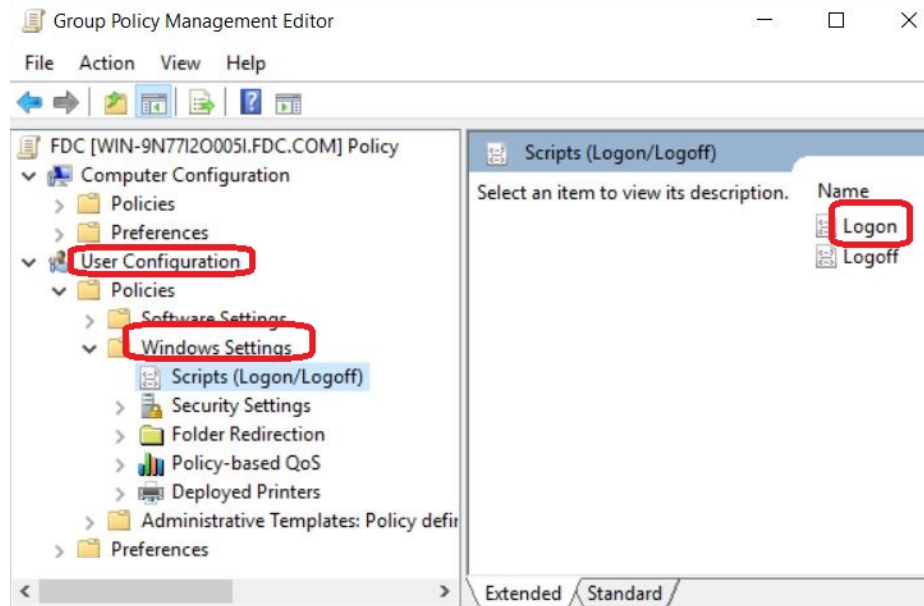 Group Policy Management Editor
File Action View Help
FDC [WIN-9N77I2O005I.FDC.COM] Policy
Computer Configuration
Policies
Preferences
User Configuration
Policies
Software Settings
Windows Settings
Scripts (Logon/Logoff)
Security Settings
Folder Redirection
Policy-based QoS
Deployed Printers
Administrative Templates: Policy defin
Preferences
Scripts (Logon/Logoff)
Select an item to view its description.
Name
Logon
Logoff
Extended Standard